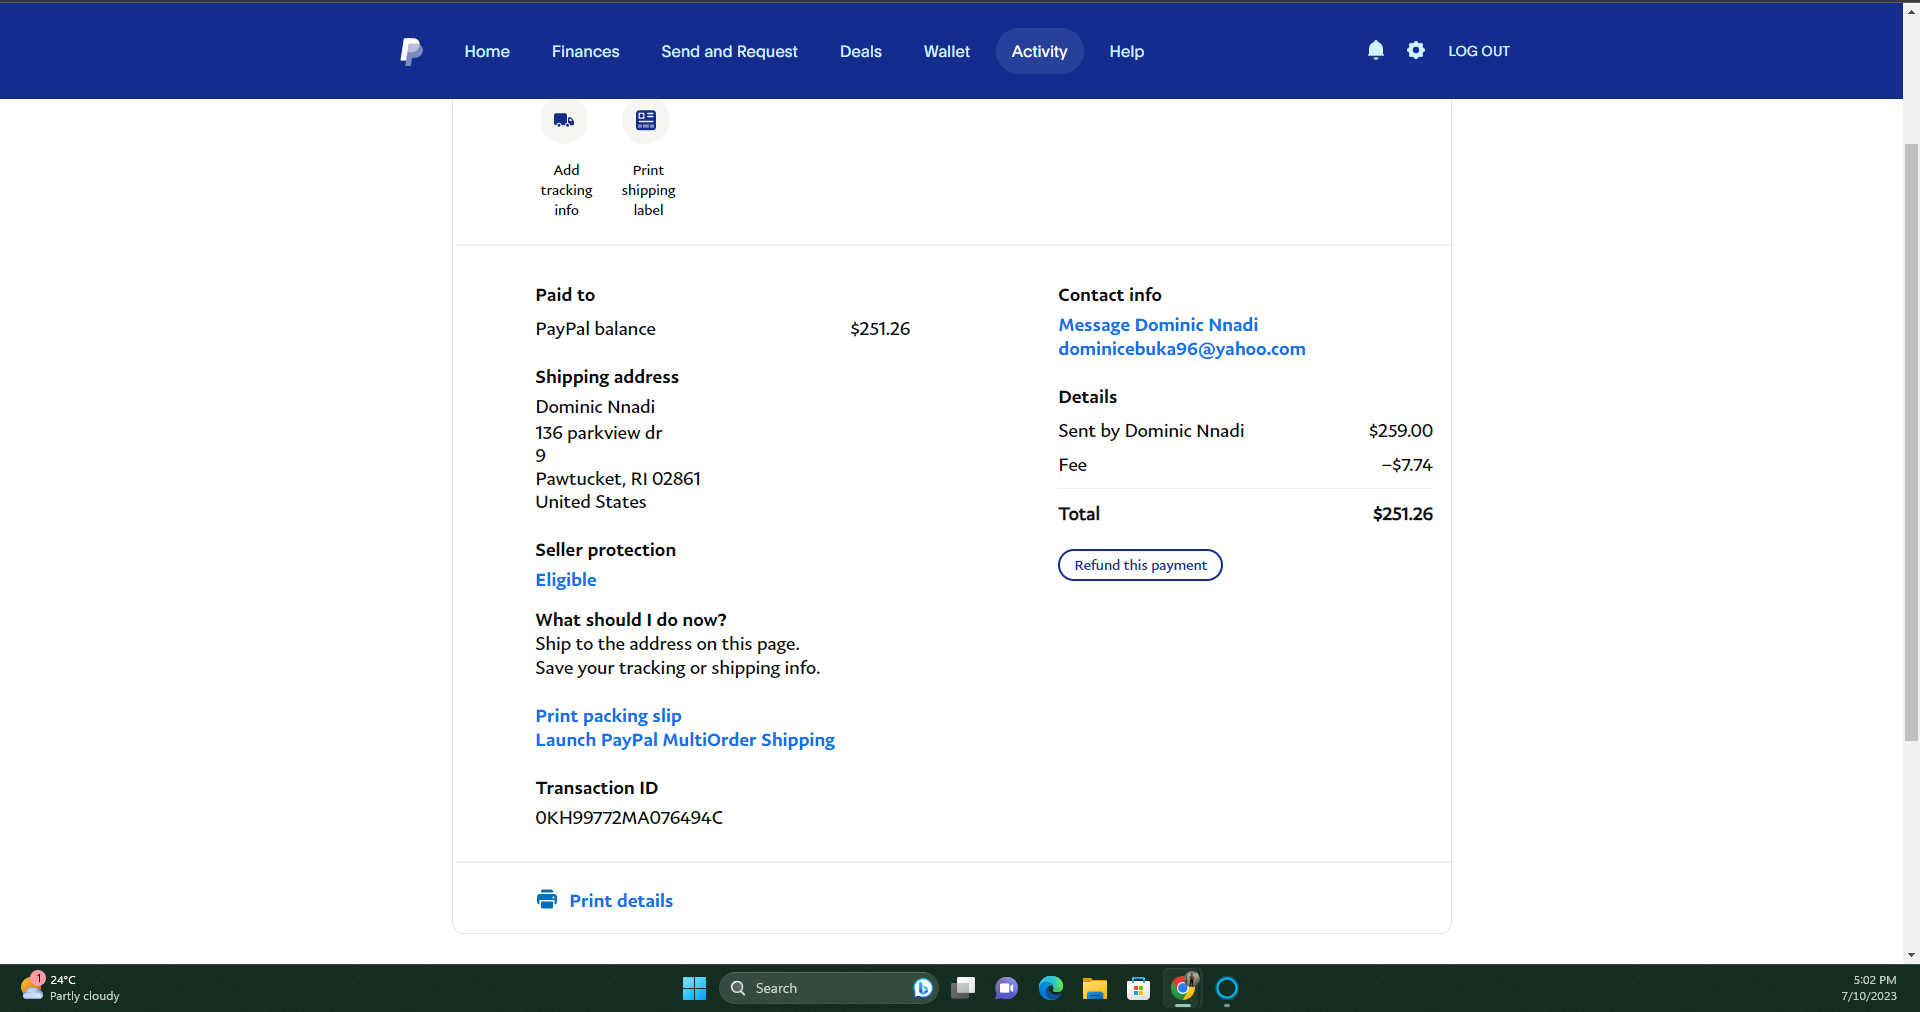 Home Finances Send and Request Deals Wallet Activity Help LOG OUT
Add tracking info
Print shipping label
Paid to
PayPal balance $251.26
Shipping address
Dominic Nnadi
136 parkview dr
9
Pawtucket, RI 02861
United States
Seller protection
Eligible
What should I do now?
Ship to the address on this page.
Save your tracking or shipping info.
Print packing slip
Launch PayPal MultiOrder Shipping
Transaction ID
0KH99772MA076494C
Contact info
Message Dominic Nnadi
dominicebuka96@yahoo.com
Details
Sent by Dominic Nnadi $259.00
Fee −$7.74
Total $251.26
Refund this payment
Print details
1
24°C
Partly cloudy
Search
5:02 PM
7/10/2023